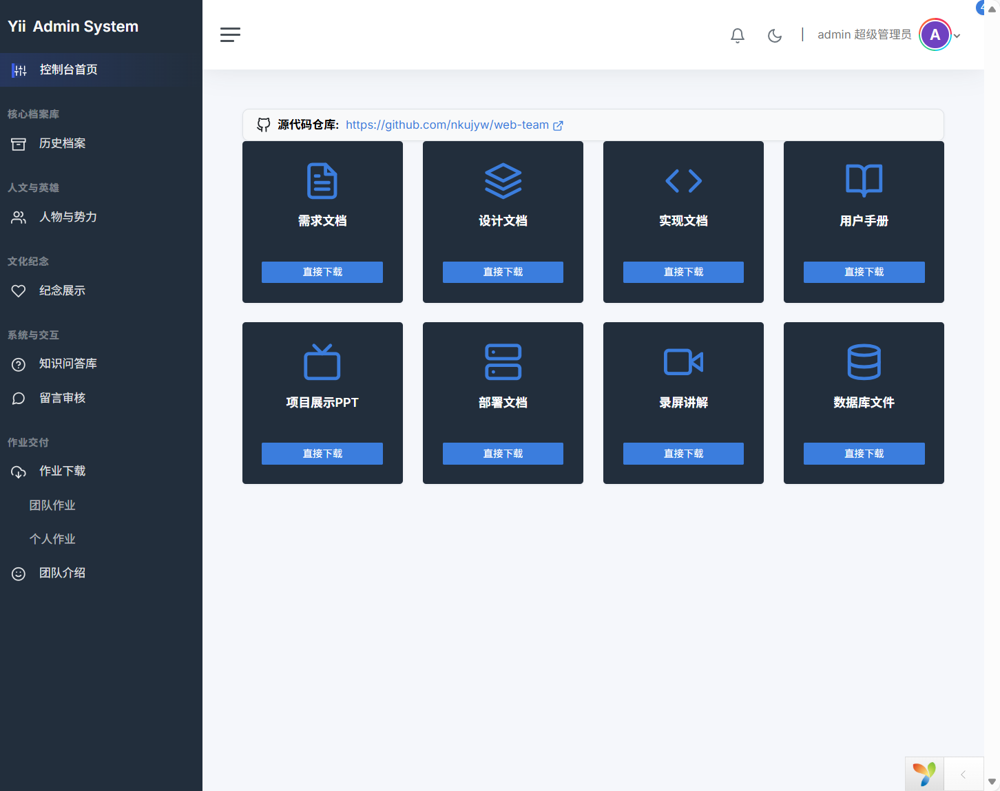 Yii Admin System
控制台首页
核心档案库
历史档案
人文与英雄
人物与势力
文化纪念
纪念展示
系统与交互
知识问答库
留言审核
作业交付
作业下载
团队作业
个人作业
团队介绍
admin 超级管理员
A
源代码仓库: https://github.com/nkujyw/web-team
需求文档
直接下载
设计文档
直接下载
实现文档
直接下载
用户手册
直接下载
项目展示PPT
直接下载
部署文档
直接下载
录屏讲解
直接下载
数据库文件
直接下载